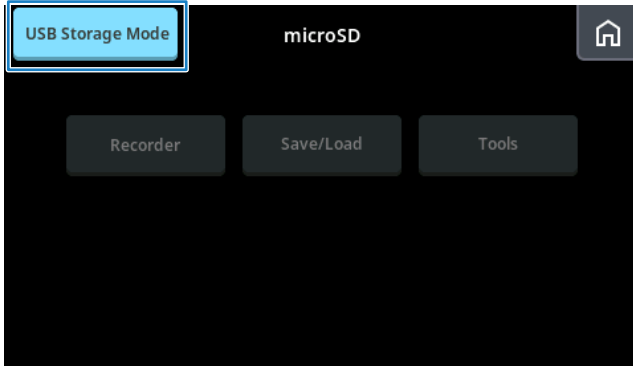 USB Storage Mode
microSD
Recorder
Save/Load
Tools